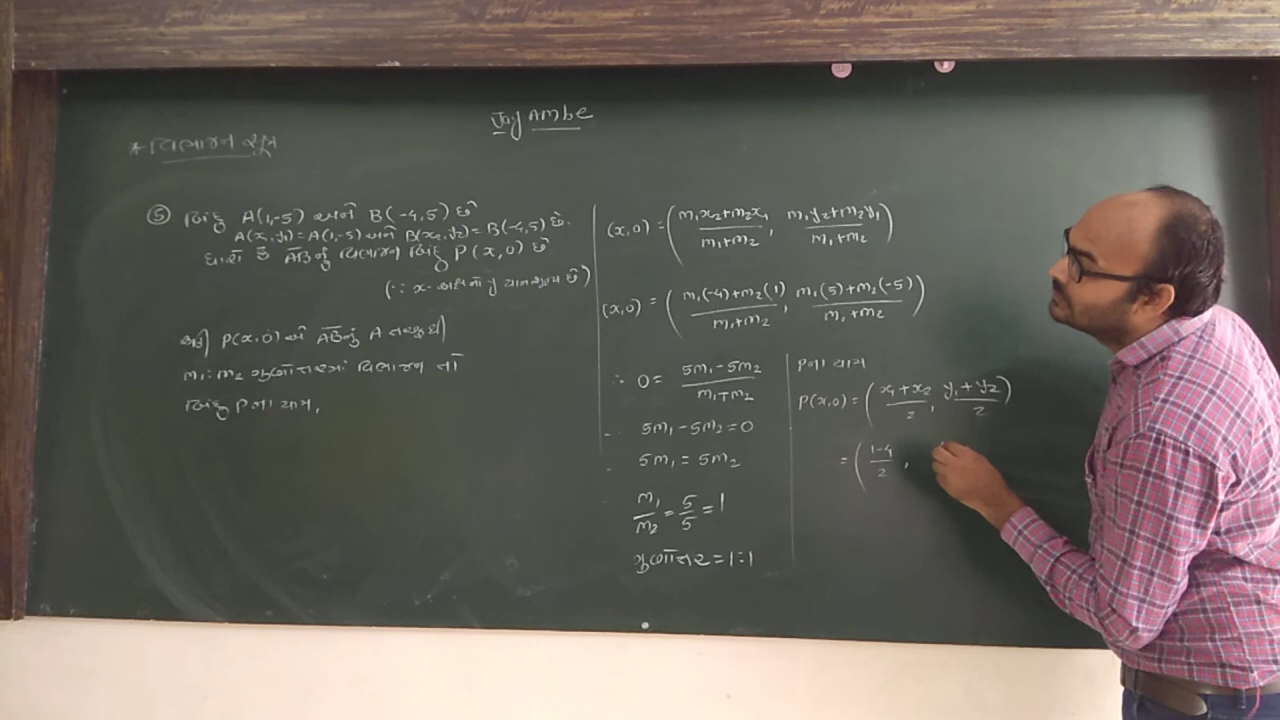 Jay Ambe
* વિભાજન સૂત્ર
⑤ બિંદુ A(1,-5) અને B(-4,5) છે
A(x₁,y₁)=A(1,-5) અને B(x₂,y₂)=B(-4,5) છે.
ધારો કે A̅B̅નું વિભાજન બિંદુ P(x,0) છે
(∵ x-અક્ષનો y યામ શૂન્ય છે)
અહીં P(x,0) એ A̅B̅નું A તરફથી
m₁:m₂ ગુણોત્તરમાં વિભાજન તો
બિંદુ P ના યામ,
(x,0) = (m₁x₂+m₂x₁/m₁+m₂, m₁y₂+m₂y₁/m₁+m₂)
(x,0) = (m₁(-4)+m₂(1)/m₁+m₂, m₁(5)+m₂(-5)/m₁+m₂)
∴ 0 = 5m₁-5m₂/m₁+m₂
∴ 5m₁-5m₂=0
∴ 5m₁=5m₂
m₁/m₂=5/5=1
ગુણોત્તર=1:1
P ના યામ
P(x,0) = (x₁+x₂/2, y₁+y₂/2)
= (1-4/2,